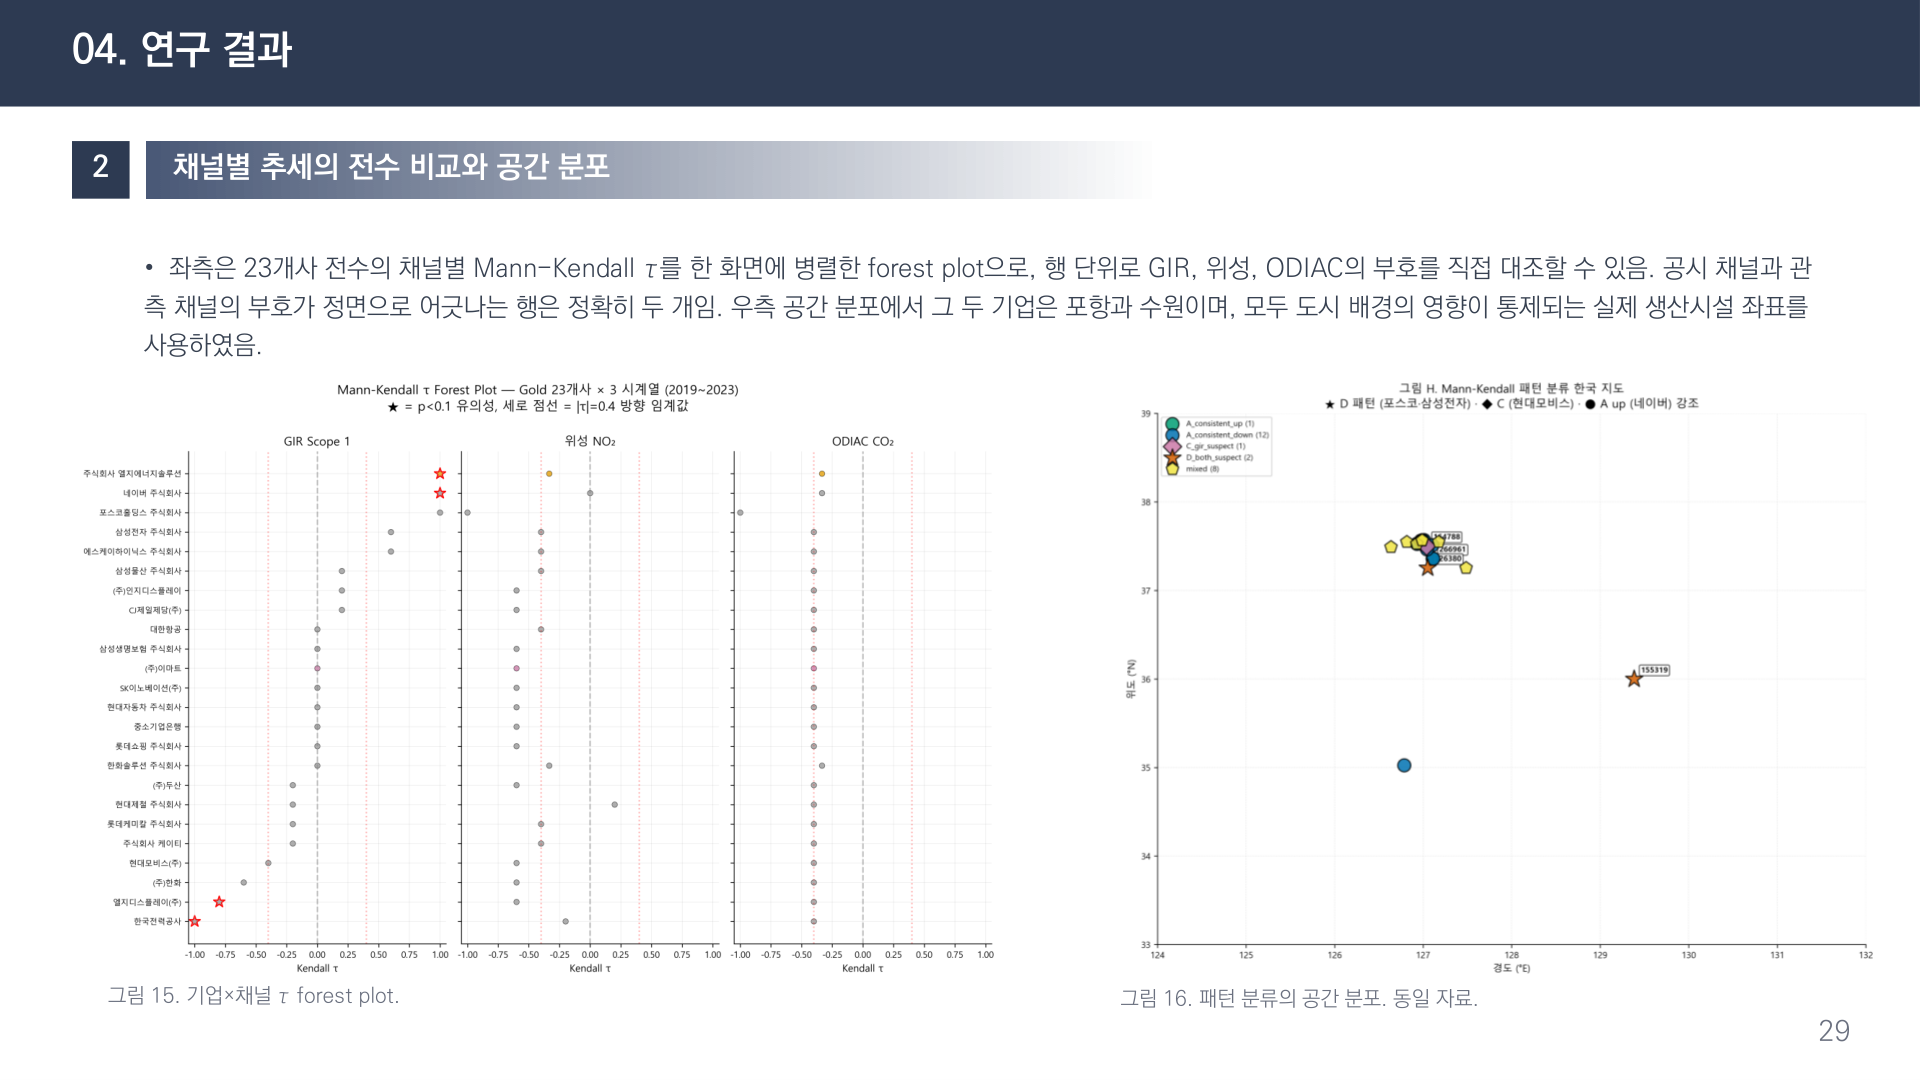 04. 연구 결과
2
채널별 추세의 전수 비교와 공간 분포
• 좌측은 23개사 전수의 채널별 Mann-Kendall τ를 한 화면에 병렬한 forest plot으로, 행 단위로 GIR, 위성, ODIAC의 부호를 직접 대조할 수 있음. 공시 채널과 관
측 채널의 부호가 정면으로 어긋나는 행은 정확히 두 개임. 우측 공간 분포에서 그 두 기업은 포항과 수원이며, 모두 도시 배경의 영향이 통제되는 실제 생산시설 좌표를
사용하였음.
Mann-Kendall τ Forest Plot — Gold 23개사 × 3 시계열 (2019~2023)
★ = p<0.1 유의성, 세로 점선 = |τ|=0.4 방향 임계값
GIR Scope 1
위성 NO₂
ODIAC CO₂
주식회사 엘지에너지솔루션
네이버 주식회사
포스코홀딩스 주식회사
삼성전자 주식회사
에스케이하이닉스 주식회사
삼성물산 주식회사
(주)인지디스플레이
CJ제일제당(주)
대한항공
삼성생명보험 주식회사
(주)이마트
SK이노베이션(주)
현대자동차 주식회사
중소기업은행
롯데쇼핑 주식회사
한화솔루션 주식회사
(주)두산
현대제철 주식회사
롯데케미칼 주식회사
주식회사 케이티
현대모비스(주)
(주)한화
엘지디스플레이(주)
한국전력공사
-1.00 -0.75 -0.50 -0.25 0.00 0.25 0.50 0.75 1.00
-1.00 -0.75 -0.50 -0.25 0.00 0.25 0.50 0.75 1.00
-1.00 -0.75 -0.50 -0.25 0.00 0.25 0.50 0.75 1.00
Kendall τ
Kendall τ
Kendall τ
그림 15. 기업×채널 τ forest plot.
그림 H. Mann-Kendall 패턴 분류 한국 지도
★ D 패턴 (포스코·삼성전자) · ◆ C (현대모비스) · ● A up (네이버) 강조
A_consistent_up (1)
A_consistent_down (12)
C_gir_suspect (1)
D_both_suspect (2)
mixed (8)
39
38
37
36
35
34
33
위도 (°N)
155319
124 125 126 127 128 129 130 131 132
경도 (°E)
그림 16. 패턴 분류의 공간 분포. 동일 자료.
29